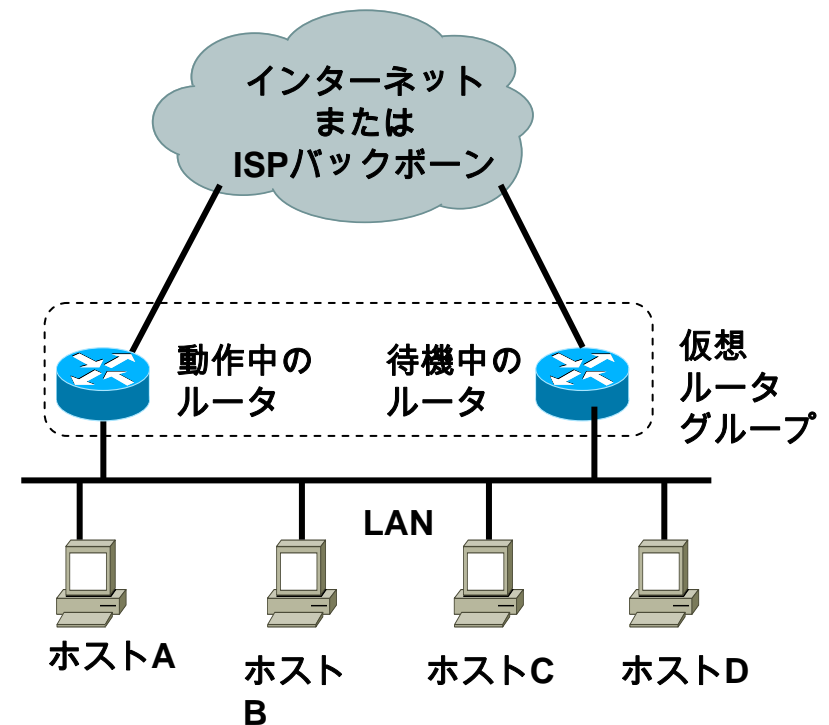 インターネット
または
ISPバックボーン
動作中の
ルータ
待機中の
ルータ
仮想
ルータ
グループ
LAN
ホストA
ホスト
B
ホストC
ホストD